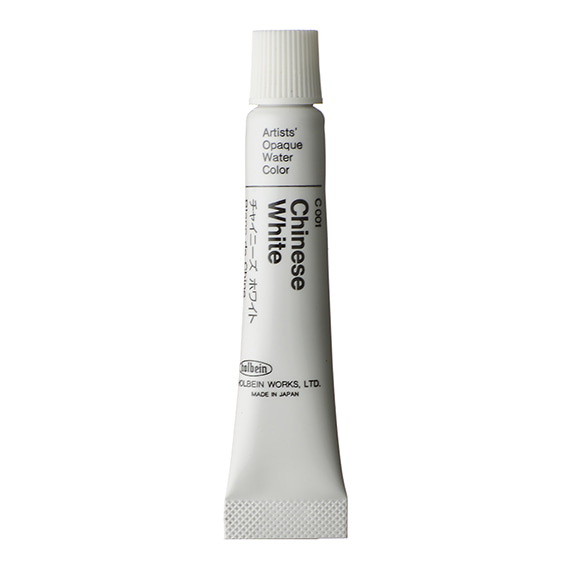 Artists'
Opaque
Water
Color
C001
Chinese
White
チャイニーズ ホワイト
holbein
HOLBEIN WORKS, LTD.
MADE IN JAPAN